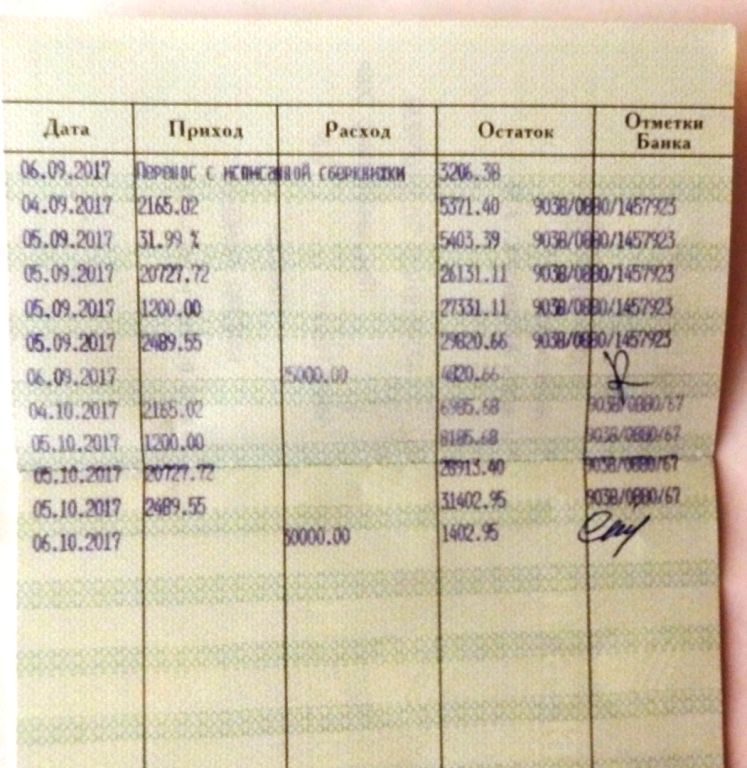 Дата Приход Расход Остаток Отметки Банка
06.09.2017 Перенос с исписанной сберкнижки 3206.38
04.09.2017 2165.02 5371.40 9038/0880/1457923
05.09.2017 31.99 % 5403.39 9038/0880/1457923
05.09.2017 20727.72 26131.11 9038/0880/1457923
05.09.2017 1200.00 27331.11 9038/0880/1457923
05.09.2017 2489.55 29820.66 9038/0880/1457923
06.09.2017 25000.00 4820.66
04.10.2017 2165.02 6985.68 9038/0880/67
05.10.2017 1200.00 8185.68 9038/0880/67
05.10.2017 20727.72 28913.40 9038/0880/67
05.10.2017 2489.55 31402.95 9038/0880/67
06.10.2017 30000.00 1402.95